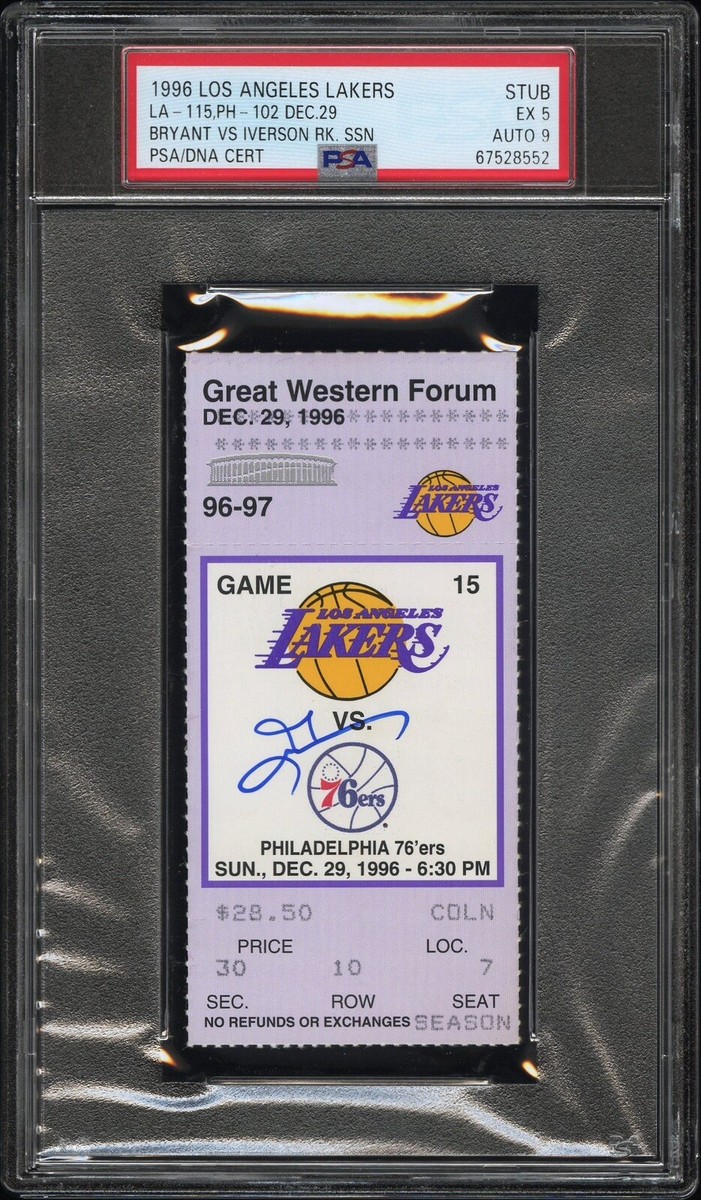 1996 LOS ANGELES LAKERS STUB
LA-115,PH-102 DEC.29 EX 5
BRYANT VS IVERSON RK. SSN AUTO 9
PSA/DNA CERT PSA 67528552
Great Western Forum
DEC. 29, 1996
96-97
LOS ANGELES
LAKERS
GAME 15
LOS ANGELES
LAKERS
VS.
76ers
PHILADELPHIA 76'ers
SUN., DEC. 29, 1996 - 6:30 PM
$28.50 COLN
PRICE LOC.
30 10 7
SEC. ROW SEAT
NO REFUNDS OR EXCHANGES SEASON